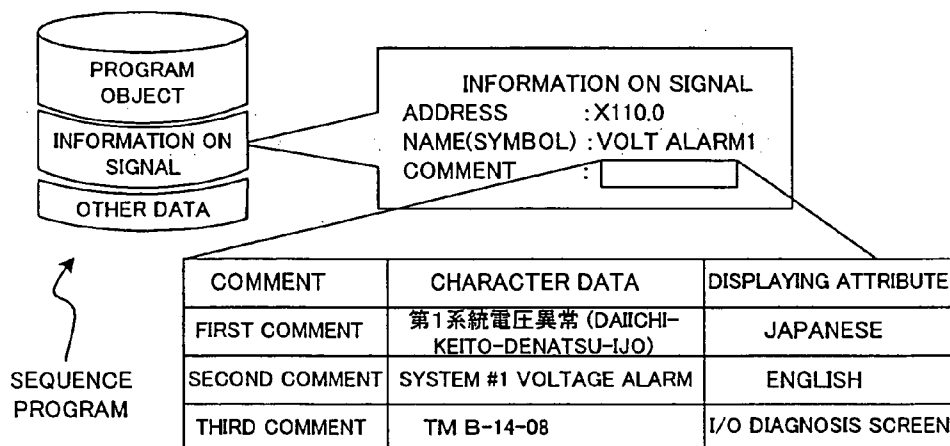 PROGRAM
OBJECT
INFORMATION ON
SIGNAL
OTHER DATA
INFORMATION ON SIGNAL
ADDRESS :X110.0
NAME(SYMBOL) :VOLT ALARM1
COMMENT :
SEQUENCE
PROGRAM
COMMENT CHARACTER DATA DISPLAYING ATTRIBUTE
FIRST COMMENT 第1系統電圧異常 (DAIICHI-
KEITO-DENATSU-IJO) JAPANESE
SECOND COMMENT SYSTEM #1 VOLTAGE ALARM ENGLISH
THIRD COMMENT TM B-14-08 I/O DIAGNOSIS SCREEN